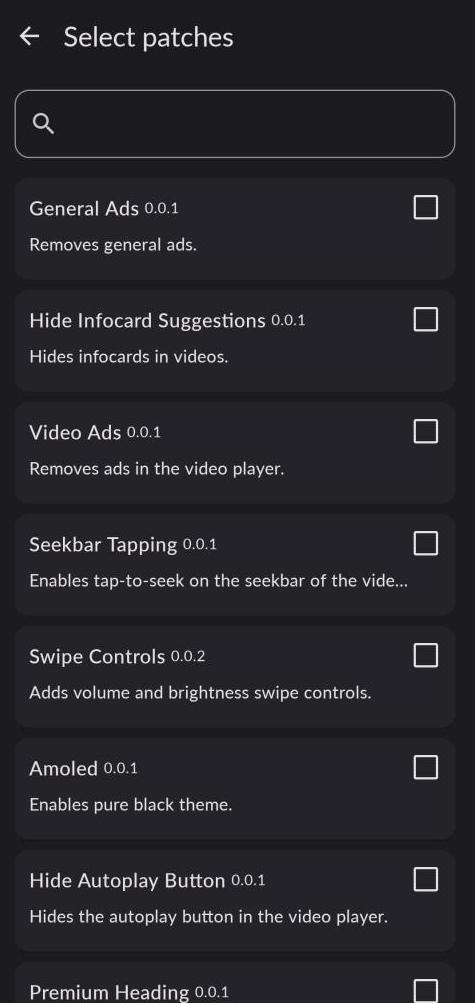 Select patches
General Ads 0.0.1
Removes general ads.
Hide Infocard Suggestions 0.0.1
Hides infocards in videos.
Video Ads 0.0.1
Removes ads in the video player.
Seekbar Tapping 0.0.1
Enables tap-to-seek on the seekbar of the vide...
Swipe Controls 0.0.2
Adds volume and brightness swipe controls.
Amoled 0.0.1
Enables pure black theme.
Hide Autoplay Button 0.0.1
Hides the autoplay button in the video player.
Premium Heading 0.0.1